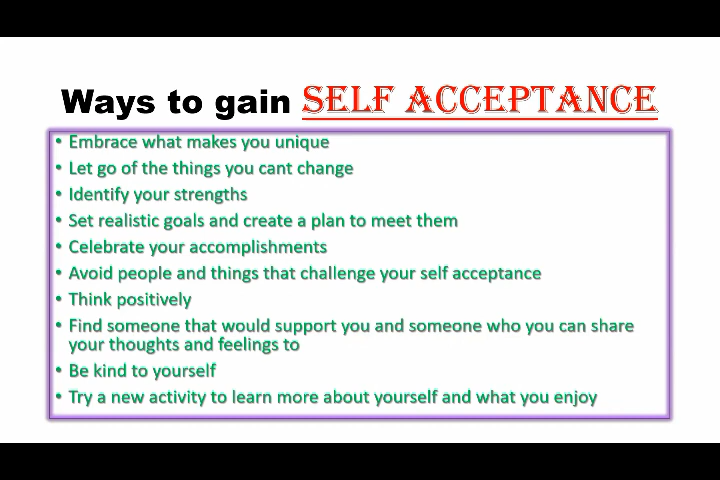 Ways to gain SELF ACCEPTANCE
• Embrace what makes you unique
• Let go of the things you cant change
• Identify your strengths
• Set realistic goals and create a plan to meet them
• Celebrate your accomplishments
• Avoid people and things that challenge your self acceptance
• Think positively
• Find someone that would support you and someone who you can share
your thoughts and feelings to
• Be kind to yourself
• Try a new activity to learn more about yourself and what you enjoy